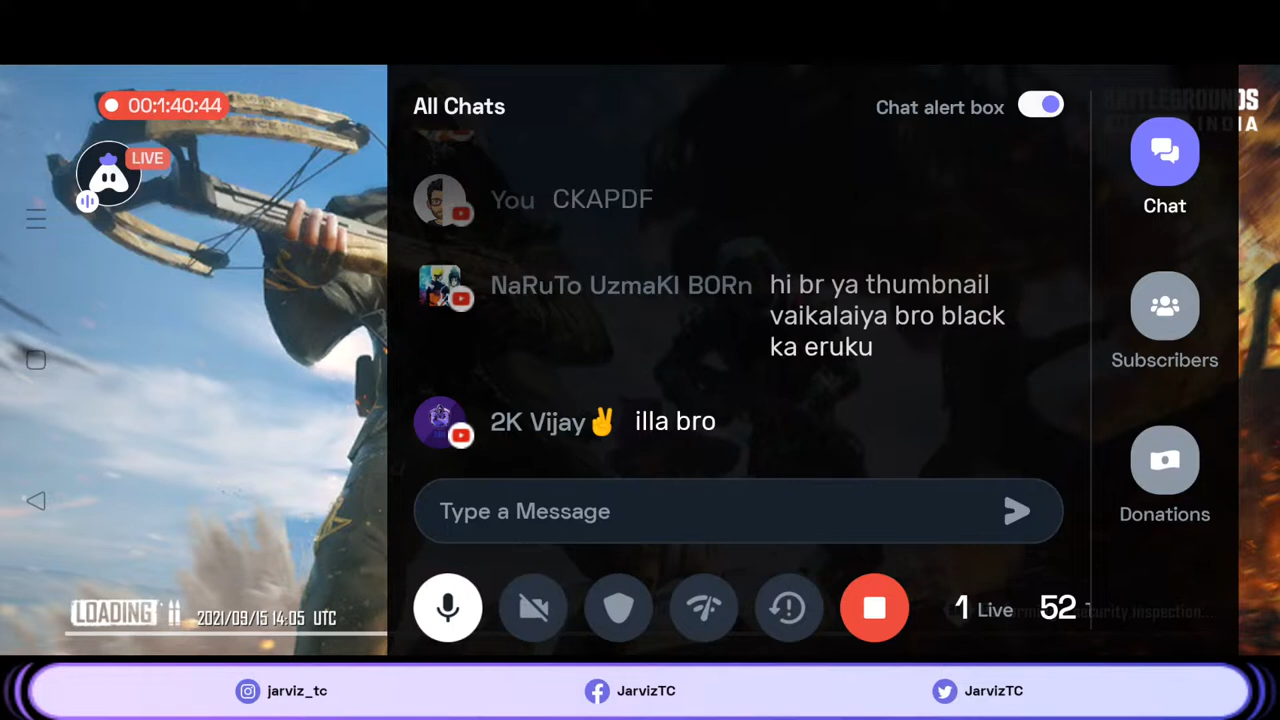 00:1:40:44
LIVE
All Chats
Chat alert box
You CKAPDF
NaRuTo UzmaKI BORn hi br ya thumbnail
vaikalaiya bro black
ka eruku
2K Vijay✌ illa bro
Type a Message
Chat
Subscribers
Donations
LOADING
2021/09/15 14:05 UTC
1 Live 52
security inspection....
jarviz_tc
JarvizTC
JarvizTC